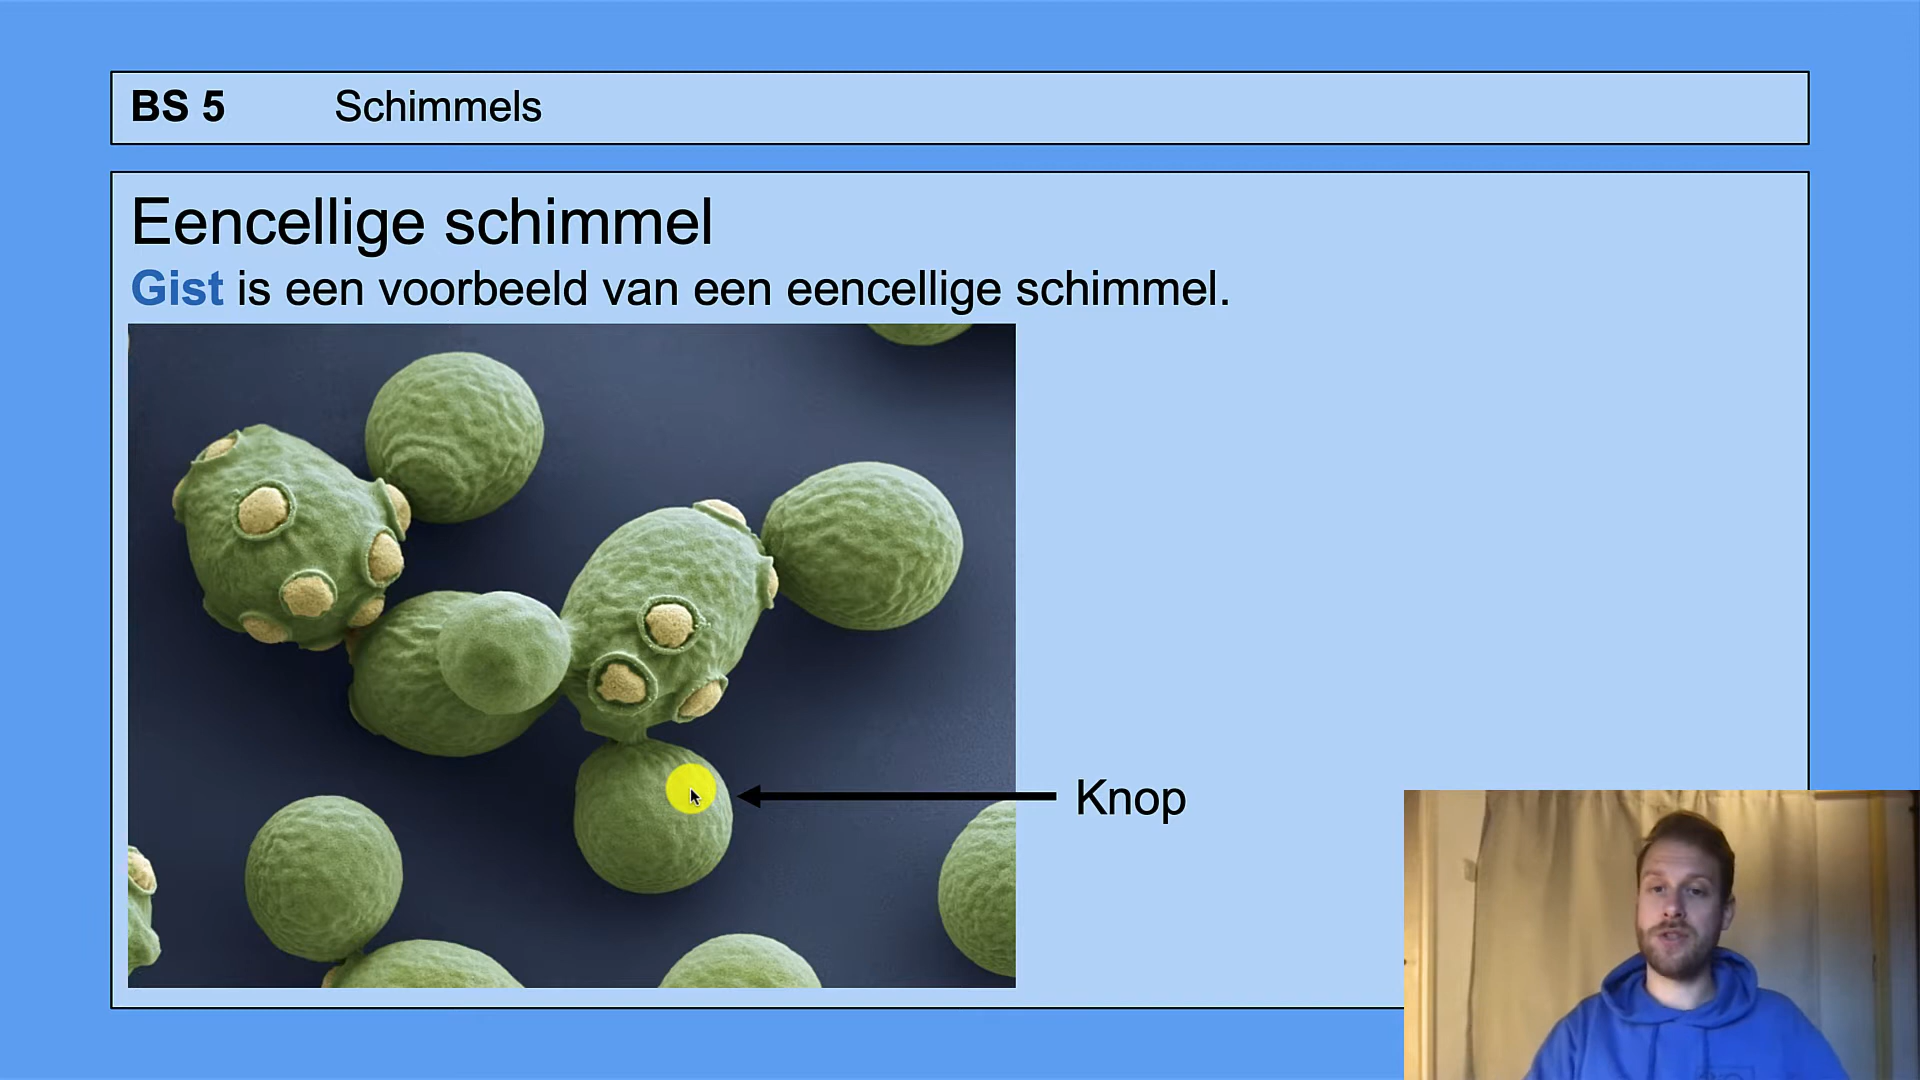 BS 5 Schimmels
Eencellige schimmel
Gist is een voorbeeld van een eencellige schimmel.
Knop